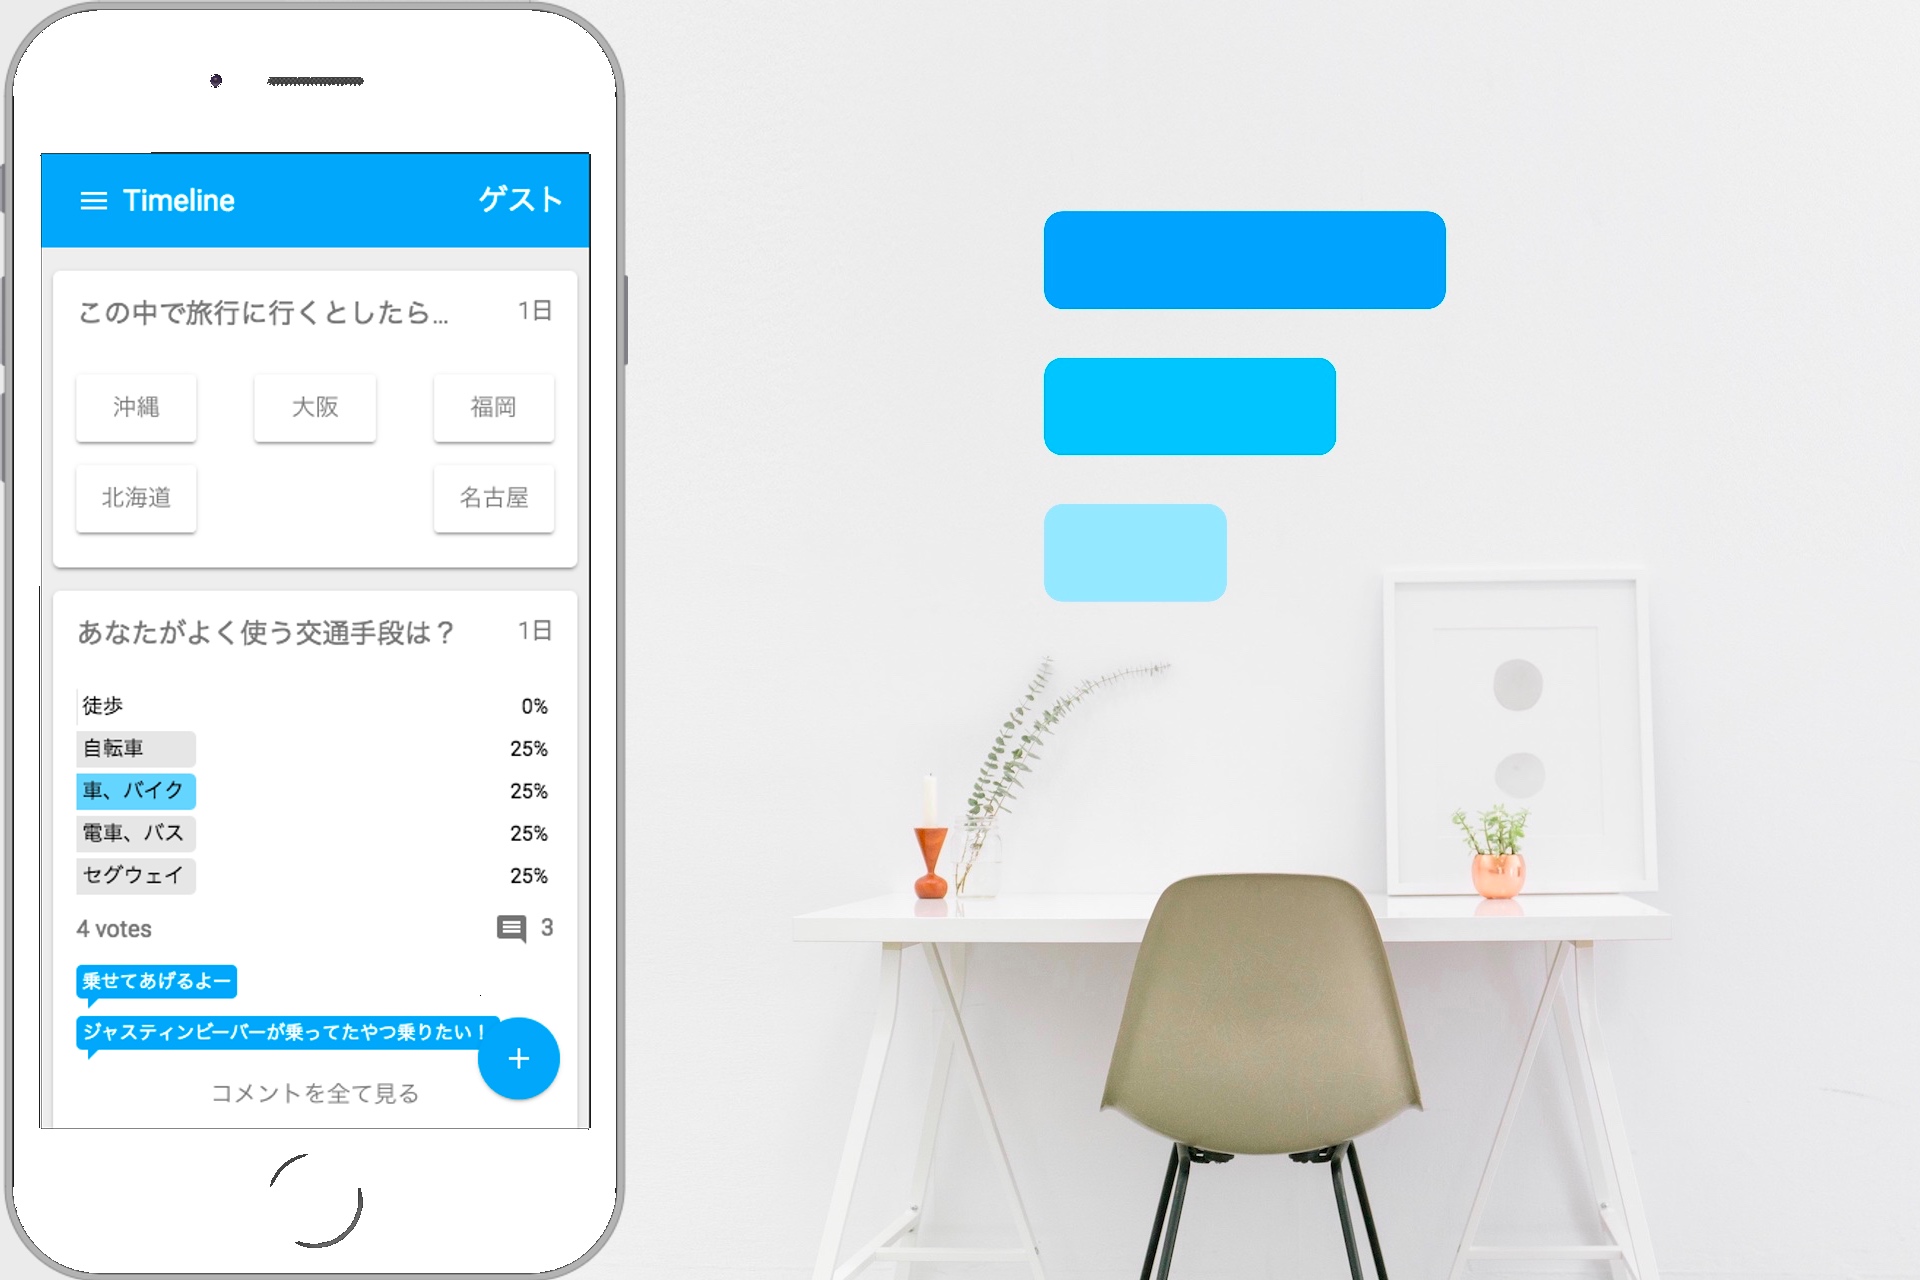 Timeline ゲスト
この中で旅行に行くとしたら... 1日
沖縄 大阪 福岡
北海道 名古屋
あなたがよく使う交通手段は？ 1日
徒歩 0%
自転車 25%
車、バイク 25%
電車、バス 25%
セグウェイ 25%
4 votes 3
乗せてあげるよー
ジャスティンビーバーが乗ってたやつ乗りたい！
+
コメントを全て見る